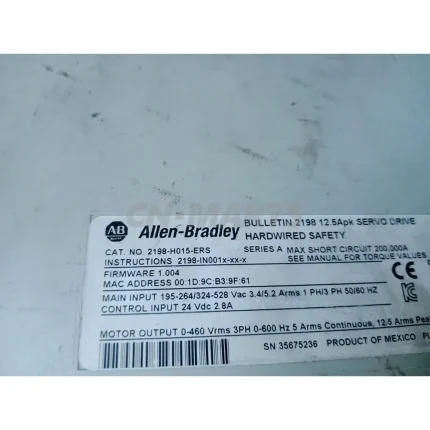 AB
Allen-Bradley
BULLETIN 2198 12.5Apk SERVO DRIVE
HARDWIRED SAFETY
CAT. NO. 2198-H015-ERS
SERIES A
MAX SHORT CIRCUIT 200,000A
INSTRUCTIONS 2198-IN001x-xx-x
SEE MANUAL FOR TORQUE VALUES
FIRMWARE 1.004
MAC ADDRESS 00:1D:9C:B3:9F:61
MAIN INPUT 195-264/324-528 Vac 3.4/5.2 Arms 1 PH/3 PH 50/60 HZ
CONTROL INPUT 24 Vdc 2.8A
MOTOR OUTPUT 0-460 Vrms 3PH 0-600 Hz 5 Arms Continuous, 12.5 Arms Peak
SN 35675236
PRODUCT OF MEXICO